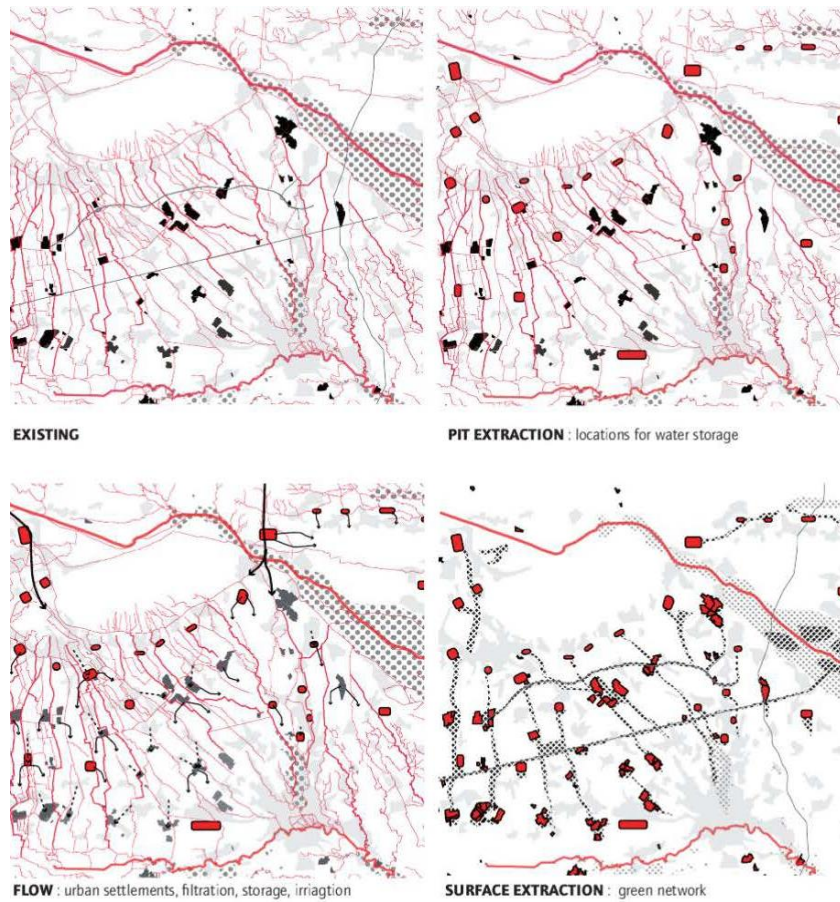 EXISTING
PIT EXTRACTION : locations for water storage
FLOW : urban settlements, filtration, storage, irriagtion
SURFACE EXTRACTION : green network